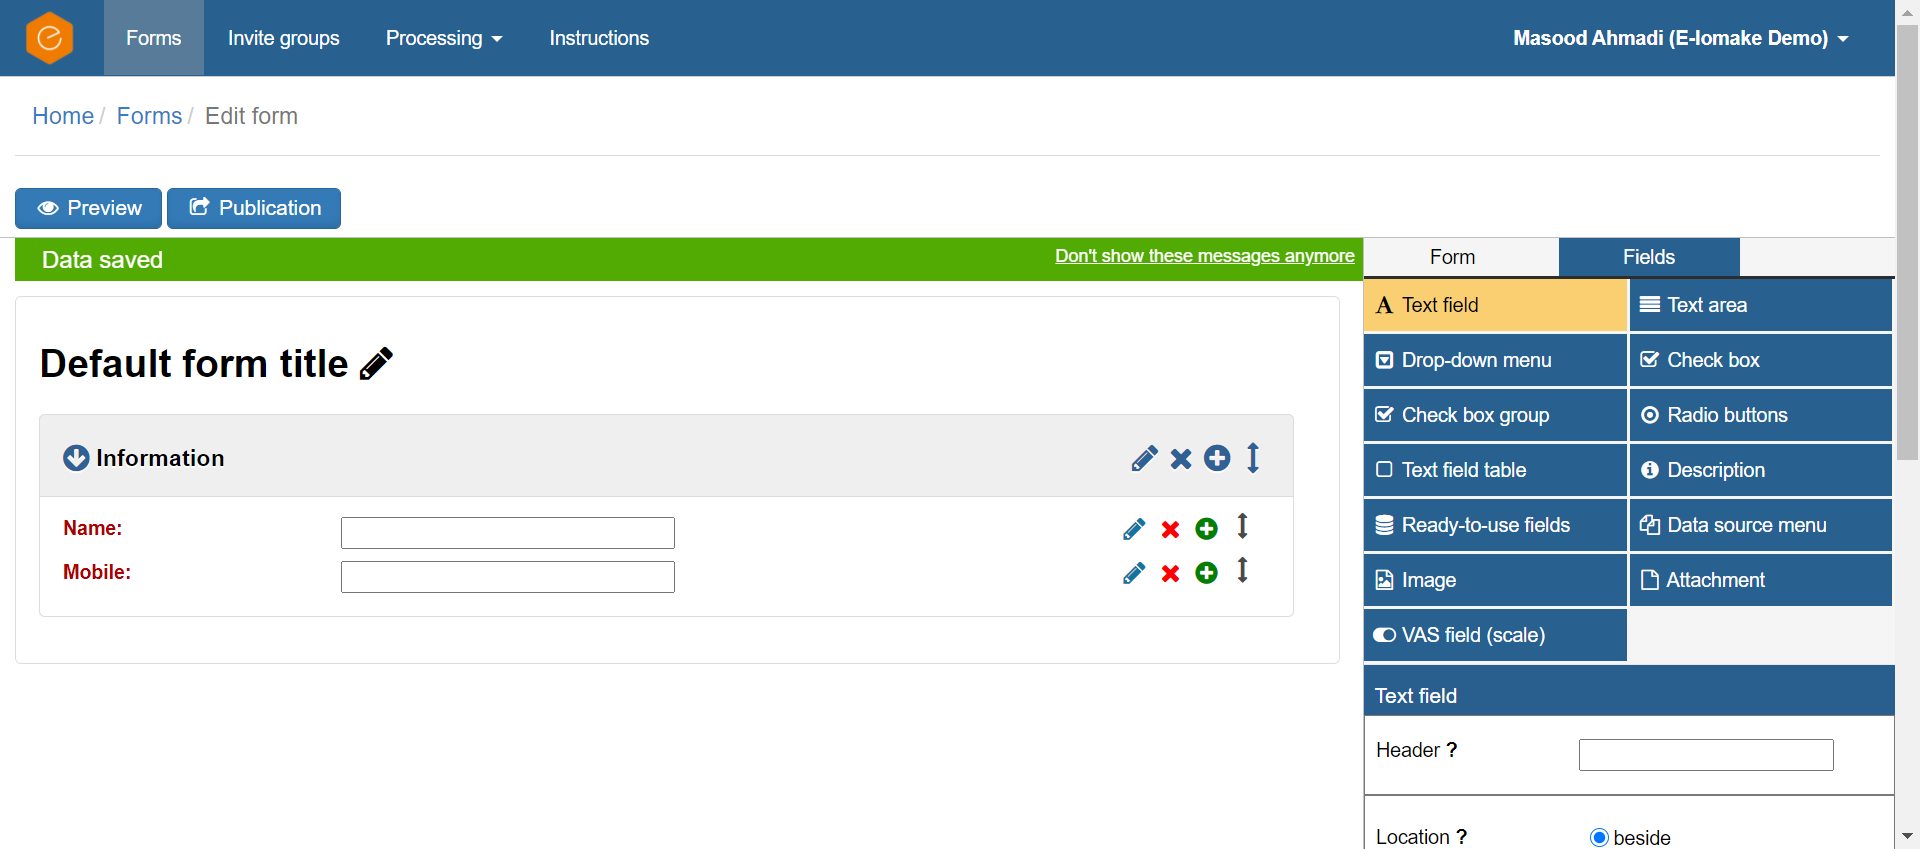 Forms Invite groups Processing Instructions Masood Ahmadi (E-lomake Demo)
Home / Forms / Edit form
Preview Publication
Data saved Don't show these messages anymore
Form Fields
Text field Text area
Drop-down menu Check box
Check box group Radio buttons
Text field table Description
Ready-to-use fields Data source menu
Image Attachment
VAS field (scale)
Default form title
Information
Name:
Mobile:
Text field
Header ?
Location ? beside